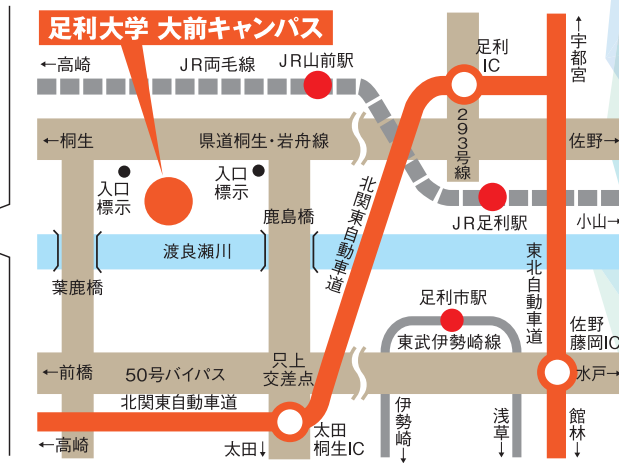 足利大学 大前キャンパス
←高崎
JR両毛線
JR山前駅
足利
IC
←宇都宮
293号線
←桐生
県道桐生・岩舟線
佐野→
入口
標示
入口
標示
鹿島橋
北関東自動車道
JR足利駅
小山→
渡良瀬川
東北自動車道
葉鹿橋
足利市駅
東武伊勢崎線
佐野
藤岡IC
←前橋
50号バイパス
只上
交差点
水戸→
北関東自動車道
←高崎
太田↓
太田
桐生IC
伊勢崎→
浅草→
館林→